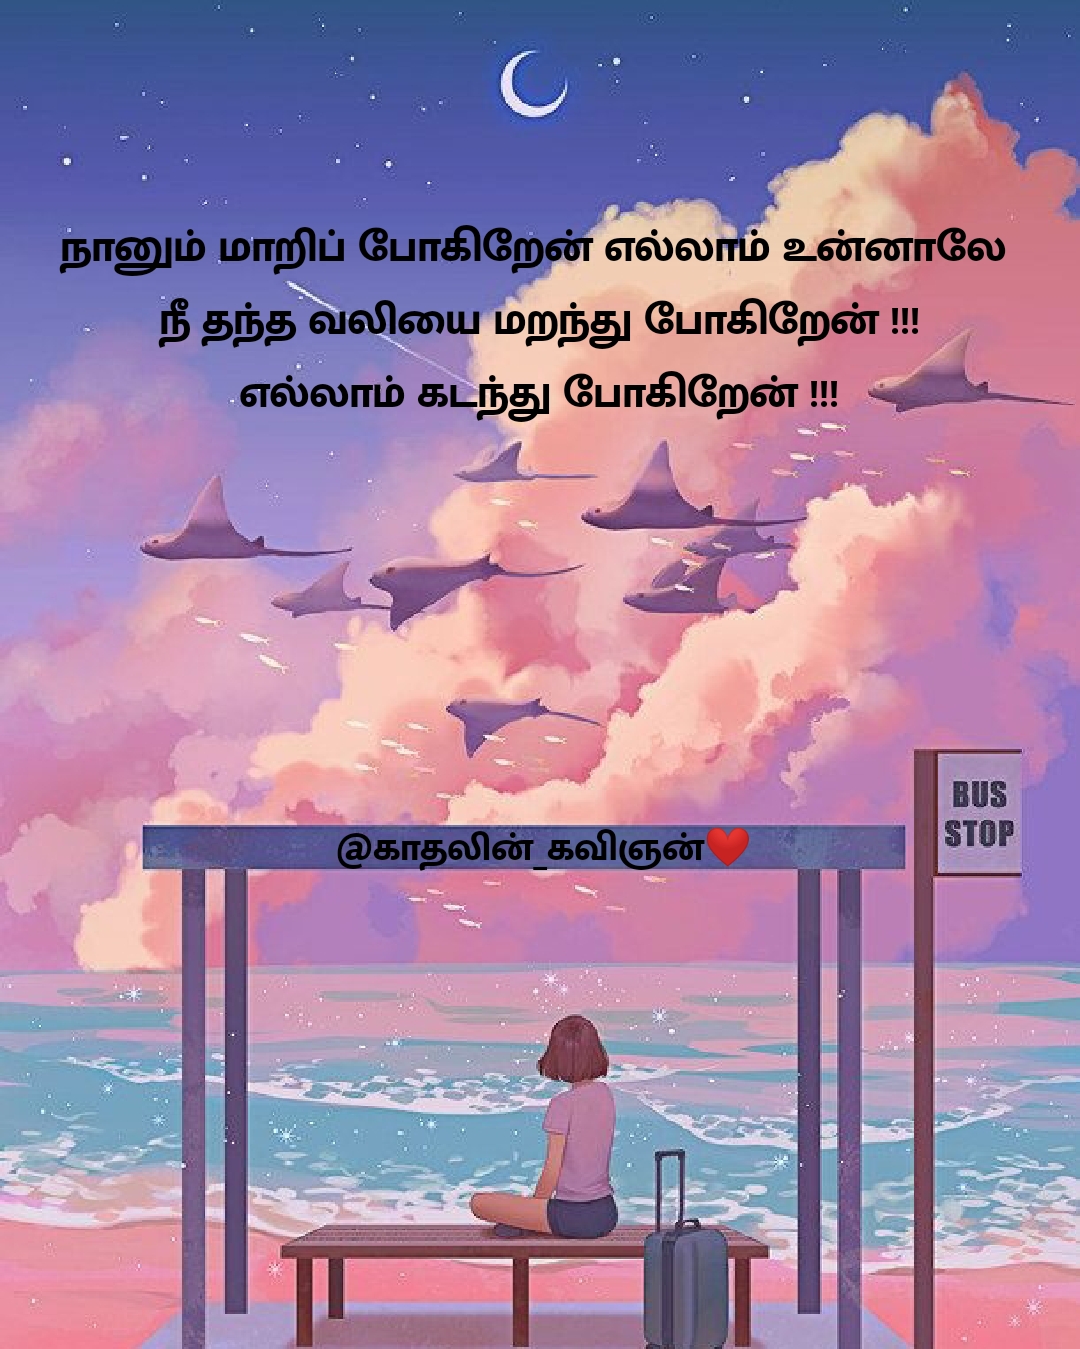 நானும் மாறிப் போகிறேன் எல்லாம் உன்னாலே
நீ தந்த வலியை மறந்து போகிறேன் !!!
எல்லாம் கடந்து போகிறேன் !!!
BUS
STOP
@காதலின்_கவிஞன்❤️